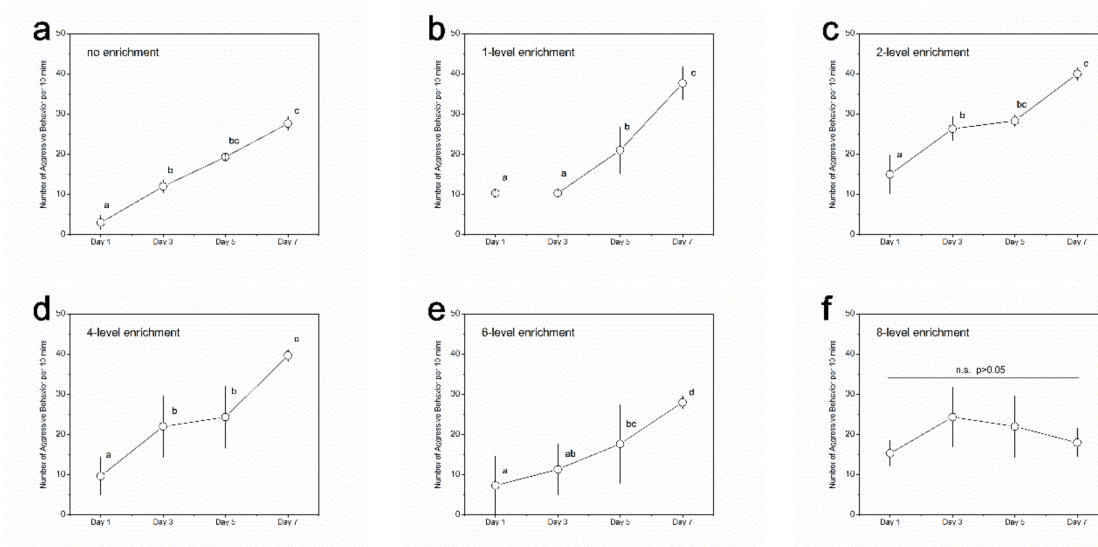 a
no enrichment
Number of Aggressive Behavior per 10 mins
50
40
30
20
10
0
a
b
bc
c
Day 1
Day 3
Day 5
Day 7
b
1-level enrichment
Number of Aggressive Behavior per 10 mins
50
40
30
20
10
0
a
a
b
c
Day 1
Day 3
Day 5
Day 7
c
2-level enrichment
Number of Aggressive Behavior per 10 mins
50
40
30
20
10
0
a
b
bc
c
Day 1
Day 3
Day 5
Day 7
d
4-level enrichment
Number of Aggressive Behavior per 10 mins
50
40
30
20
10
0
a
b
b
c
Day 1
Day 3
Day 5
Day 7
e
6-level enrichment
Number of Aggressive Behavior per 10 mins
50
40
30
20
10
0
a
ab
bc
d
Day 1
Day 3
Day 5
Day 7
f
8-level enrichment
Number of Aggressive Behavior per 10 mins
50
40
30
20
10
0
n.s. p>0.05
Day 1
Day 3
Day 5
Day 7